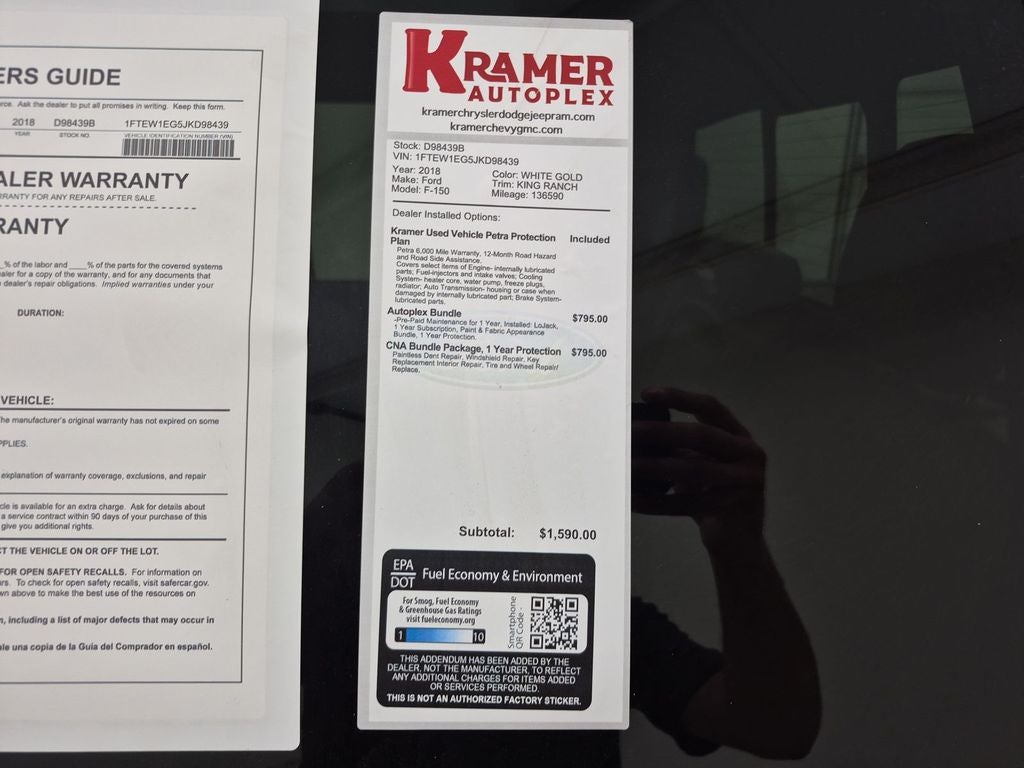 ERS GUIDE
rce. Ask the dealer to put all promises in writing. Keep this form.
2018 D98439B 1FTEW1EG5JKD98439
YEAR STOCK NO. VEHICLE IDENTIFICATION NUMBER (VIN)
ALER WARRANTY
RRANTY FOR ANY REPAIRS AFTER SALE.
RANTY
_% of the labor and ____% of the parts for the covered systems
aler for a copy of the warranty, and for any documents that
dealer's repair obligations. Implied warranties under your
DURATION:
VEHICLE:
he manufacturer's original warranty has not expired on some
PPLIES.
explanation of warranty coverage, exclusions, and repair
cle is available for an extra charge. Ask for details about
a service contract within 90 days of your purchase of this
give you additional rights.
CT THE VEHICLE ON OR OFF THE LOT.
FOR OPEN SAFETY RECALLS. For information on
rs. To check for open safety recalls, visit safercar.gov.
wn above to make the best use of the resources on
n, including a list of major defects that may occur in
ale una copia de la Guia del Comprador en español.
KRAMER
AUTOPLEX
kramerchryslerdodgejeepram.com
kramerchevygmc.com
Stock: D98439B
VIN: 1FTEW1EG5JKD98439
Year: 2018 Color: WHITE GOLD
Make: Ford Trim: KING RANCH
Model: F-150 Mileage: 136590
Dealer Installed Options:
Kramer Used Vehicle Petra Protection Included
Plan
Petra 6,000 Mile Warranty, 12-Month Road Hazard
and Road Side Assistance.
Covers select items of Engine- internally lubricated
parts; Fuel-injectors and intake valves; Cooling
System- heater core, water pump, freeze plugs,
radiator; Auto Transmission- housing or case when
damaged by internally lubricated part; Brake System-
lubricated parts.
Autoplex Bundle $795.00
-Pre-Paid Maintenance for 1 Year, Installed: LoJack,
1 Year Subscription, Paint & Fabric Appearance
Bundle, 1 Year Protection.
CNA Bundle Package, 1 Year Protection $795.00
Paintless Dent Repair, Windshield Repair, Key
Replacement Interior Repair, Tire and Wheel Repair/
Replace.
Subtotal: $1,590.00
EPA
DOT Fuel Economy & Environment
For Smog, Fuel Economy
& Greenhouse Gas Ratings
visit fueleconomy.org
1 10
Smartphone
QR Code -
THIS ADDENDUM HAS BEEN ADDED BY THE
DEALER, NOT THE MANUFACTURER, TO REFLECT
ANY ADDITIONAL CHARGES FOR ITEMS ADDED
OR SERVICES PERFORMED.
THIS IS NOT AN AUTHORIZED FACTORY STICKER.